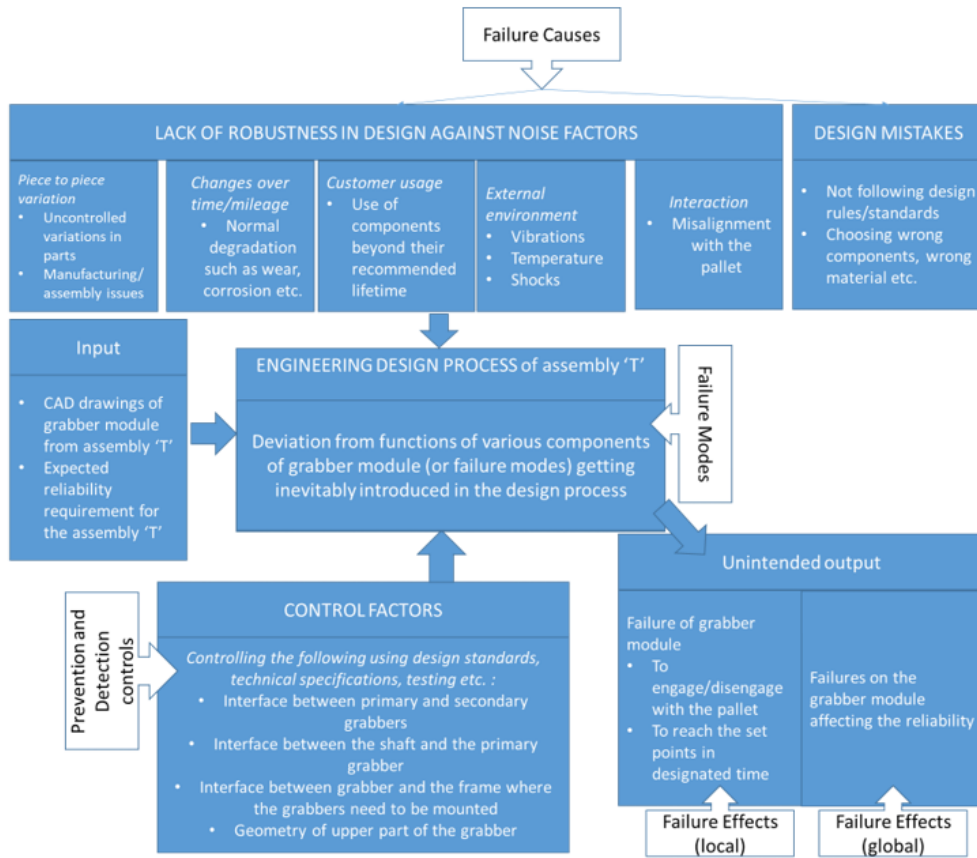 Failure Causes
LACK OF ROBUSTNESS IN DESIGN AGAINST NOISE FACTORS
Piece to piece
variation
• Uncontrolled
variations in
parts
• Manufacturing/
assembly issues
Changes over
time/mileage
• Normal
degradation
such as wear,
corrosion etc.
Customer usage
• Use of
components
beyond their
recommended
lifetime
External
environment
• Vibrations
• Temperature
• Shocks
Interaction
• Misalignment
with the
pallet
DESIGN MISTAKES
• Not following design
rules/standards
• Choosing wrong
components, wrong
material etc.
Input
• CAD drawings of
grabber module
from assembly ‘T’
• Expected
reliability
requirement for
the assembly ‘T’
ENGINEERING DESIGN PROCESS of assembly ‘T’
Deviation from functions of various components
of grabber module (or failure modes) getting
inevitably introduced in the design process
Failure
Modes
Prevention and
Detection
controls
CONTROL FACTORS
Controlling the following using design standards,
technical specifications, testing etc. :
• Interface between primary and secondary
grabbers
• Interface between the shaft and the primary
grabber
• Interface between grabber and the frame where
the grabbers need to be mounted
• Geometry of upper part of the grabber
Unintended output
Failure of grabber
module
• To
engage/disengage
with the pallet
• To reach the set
points in
designated time
Failures on the
grabber module
affecting the reliability
Failure Effects
(local)
Failure Effects
(global)